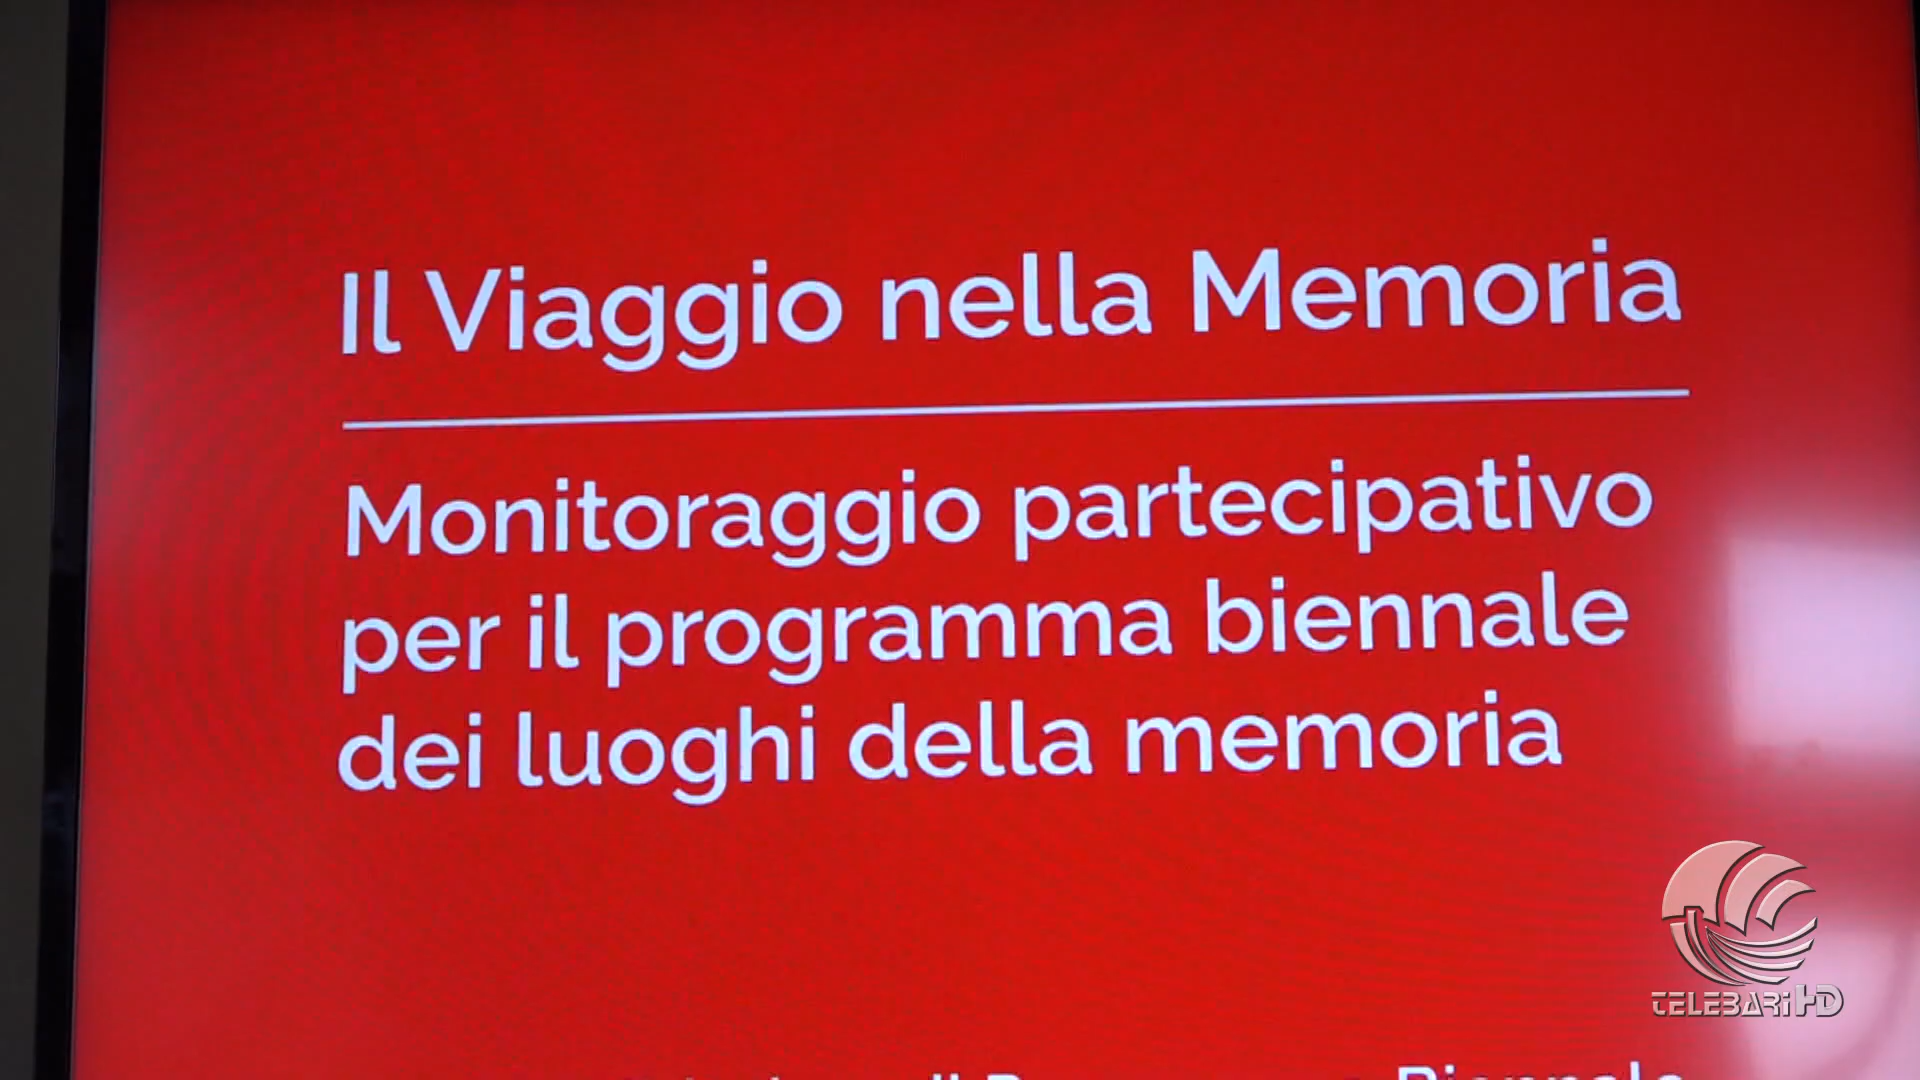 Il Viaggio nella Memoria
Monitoraggio partecipativo
per il programma biennale
dei luoghi della memoria
TELEBARI HD